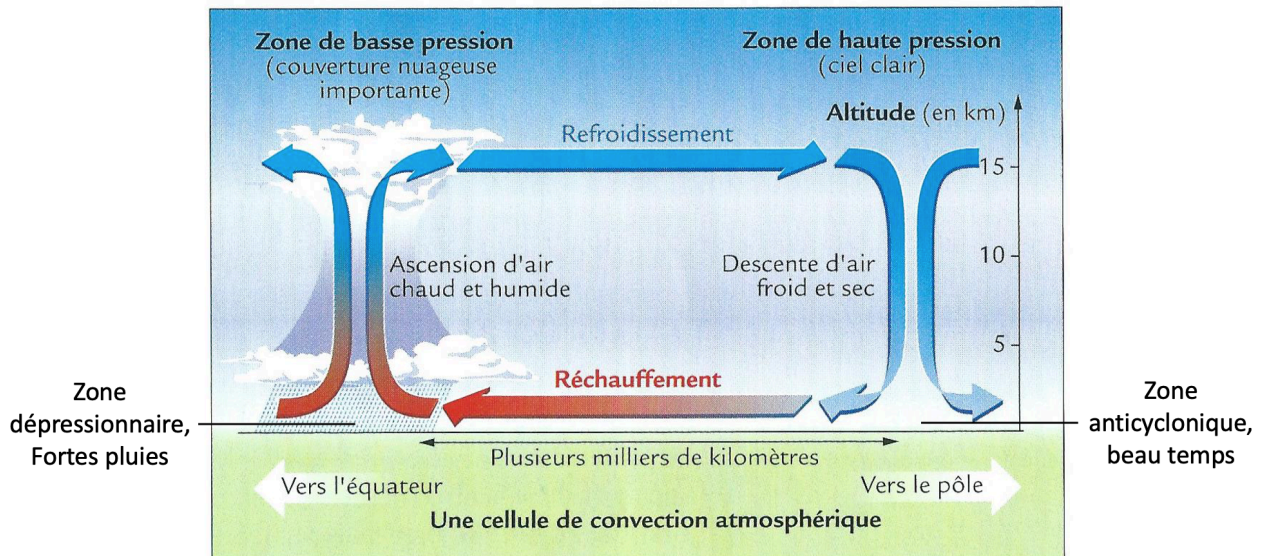 Zone de basse pression
(couverture nuageuse
importante)
Zone de haute pression
(ciel clair)
Altitude (en km)
Refroidissement
15
10
5
Ascension d'air
chaud et humide
Descente d'air
froid et sec
Réchauffement
Zone
dépressionnaire,
Fortes pluies
Zone
anticyclonique,
beau temps
Plusieurs milliers de kilomètres
Vers l'équateur
Vers le pôle
Une cellule de convection atmosphérique